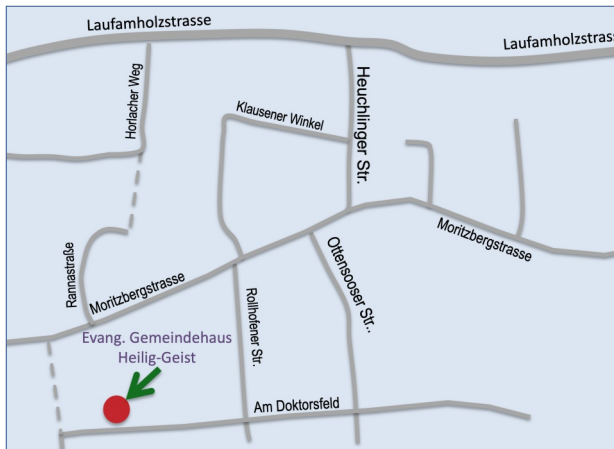 Laufamholzstrasse
Laufamholzstrass
Horlacher Weg
Klausener Winkel
Heuchlinger Str.
Rannastraße
Moritzbergstrasse
Ottensooser Str..
Moritzbergstrasse
Rollhofener Str.
Evang. Gemeindehaus
Heilig-Geist
Am Doktorsfeld